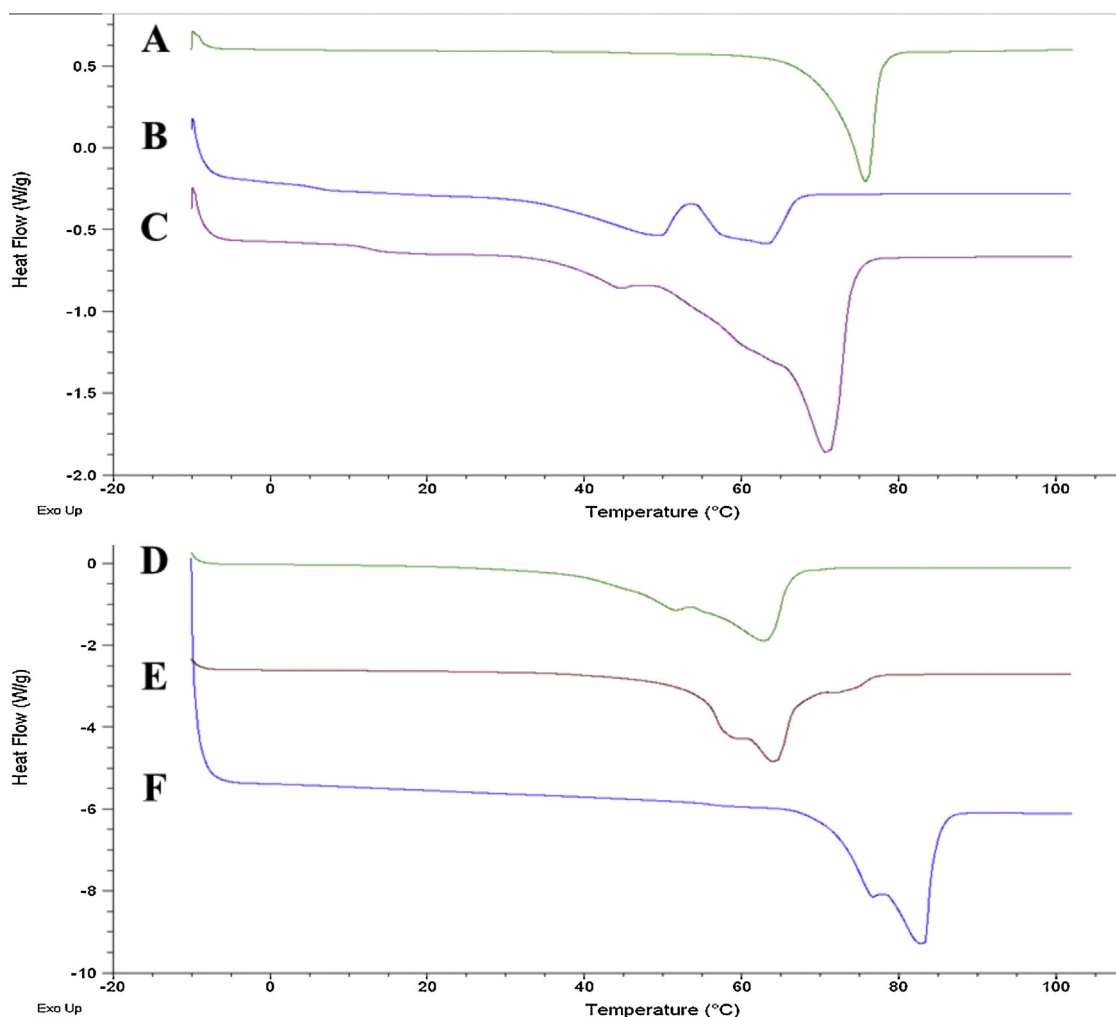 A
0.5
B
0.0
Heat Flow (W/g)
-0.5
C
-1.0
-1.5
-2.0
-20 0 20 40 60 80 100
Exo Up
Temperature (°C)
D
0
-2
E
Heat Flow (W/g)
-4
F
-6
-8
-10
-20 0 20 40 60 80 100
Exo Up
Temperature (°C)